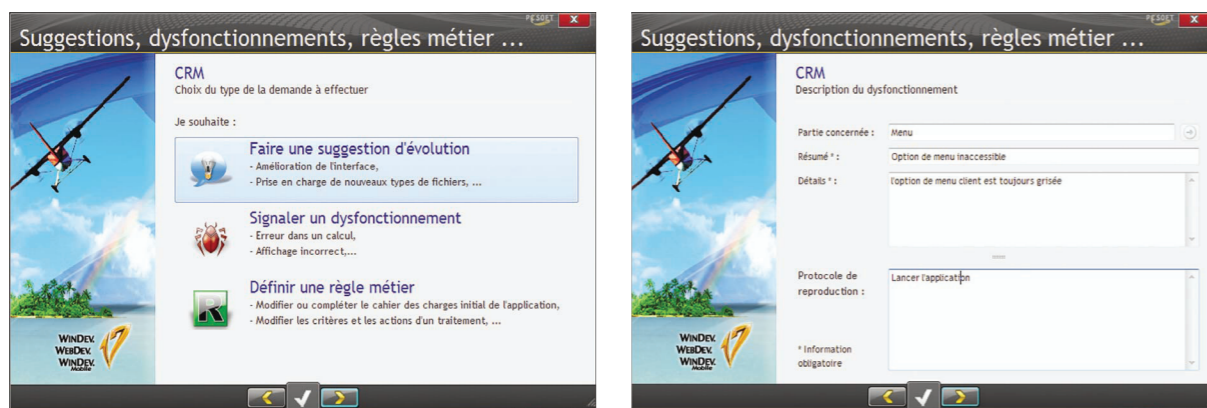 PC SOFT
Suggestions, dysfonctionnements, règles métier ...
CRM
Choix du type de la demande à effectuer
Je souhaite :
Faire une suggestion d'évolution
- Amélioration de l'interface,
- Prise en charge de nouveaux types de fichiers, ...
Signaler un dysfonctionnement
- Erreur dans un calcul,
- Affichage incorrect,...
Définir une règle métier
- Modifier ou compléter le cahier des charges initial de l'application,
- Modifier les critères et les actions d'un traitement, ...
WINDEV.
WEBDEV.
WINDEV.
Mobile
17
PC SOFT
Suggestions, dysfonctionnements, règles métier ...
CRM
Description du dysfonctionnement
Partie concernée : Menu
Résumé * : Option de menu inaccessible
Détails * : l'option de menu client est toujours grisée
Protocole de Lancer l'application
reproduction :
* Information
obligatoire
WINDEV.
WEBDEV.
WINDEV.
Mobile
17